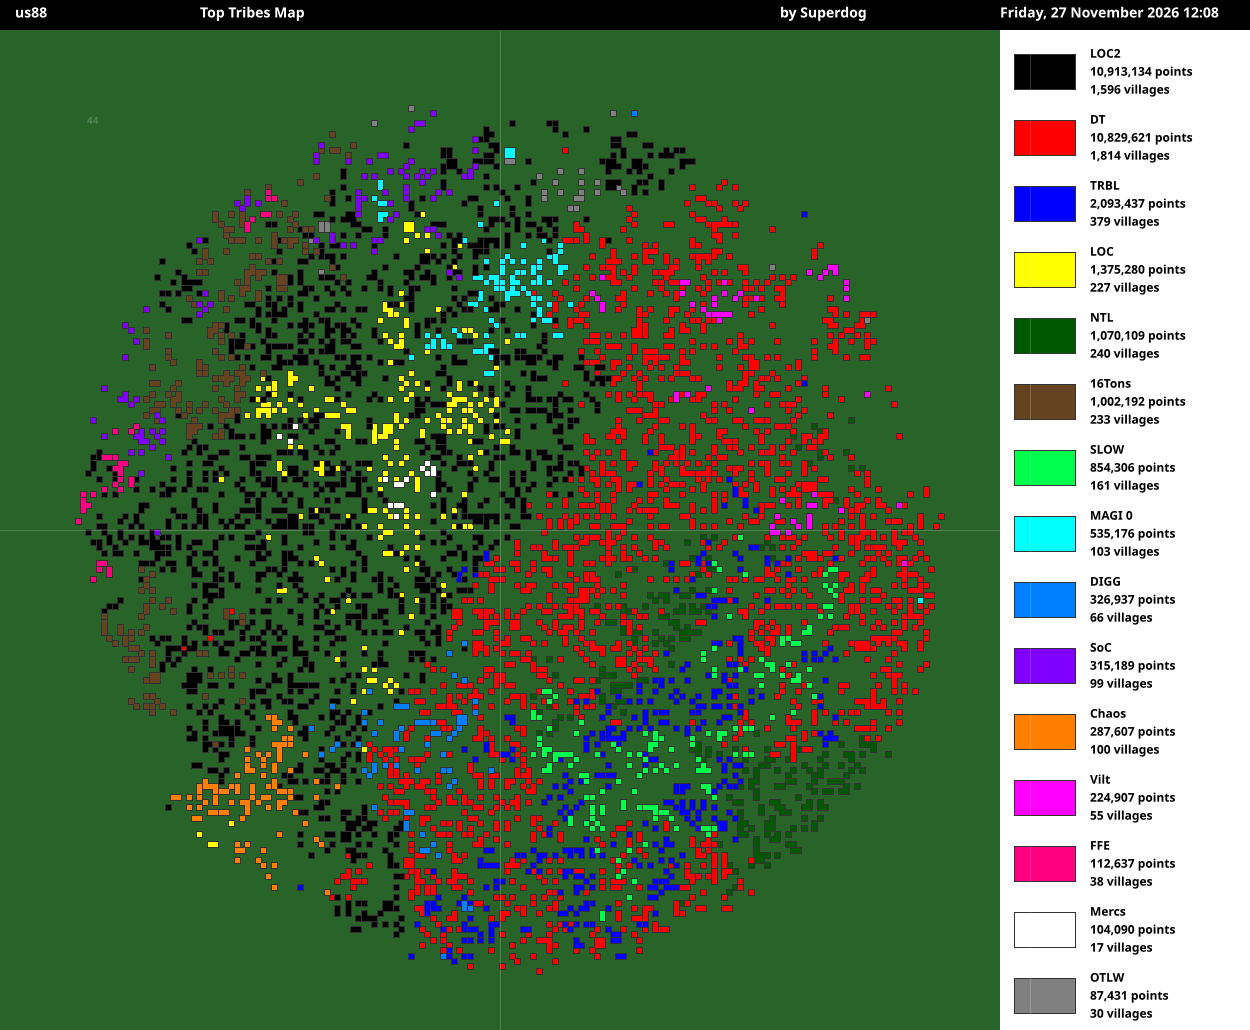 us88
Top Tribes Map
by Superdog
Friday, 27 November 2026 12:08
44
LOC2
10,913,134 points
1,596 villages
DT
10,829,621 points
1,814 villages
TRBL
2,093,437 points
379 villages
LOC
1,375,280 points
227 villages
NTL
1,070,109 points
240 villages
16Tons
1,002,192 points
233 villages
SLOW
854,306 points
161 villages
MAGI 0
535,176 points
103 villages
DIGG
326,937 points
66 villages
SoC
315,189 points
99 villages
Chaos
287,607 points
100 villages
Vilt
224,907 points
55 villages
FFE
112,637 points
38 villages
Mercs
104,090 points
17 villages
OTLW
87,431 points
30 villages